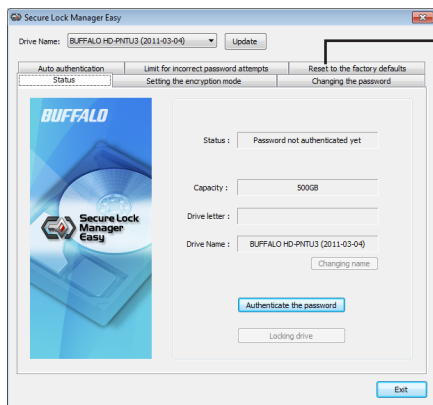 Secure Lock Manager Easy
Drive Name: BUFFALO HD-PNTU3 (2011-03-04) Update
Auto authentication Limit for incorrect password attempts Reset to the factory defaults
Status Setting the encryption mode Changing the password
BUFFALO
Status : Password not authenticated yet
Capacity : 500GB
Drive letter :
Secure Lock
Manager
Easy
Drive Name : BUFFALO HD-PNTU3 (2011-03-04)
Changing name
Authenticate the password
Locking drive
Exit